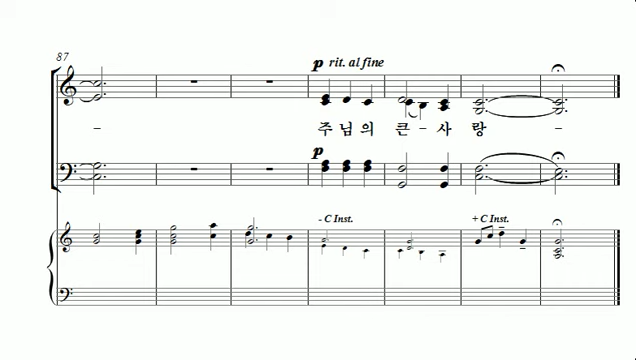 87
p rit. al fine
주 님 의 큰 - 사 랑 -
p
- C Inst. + C Inst.